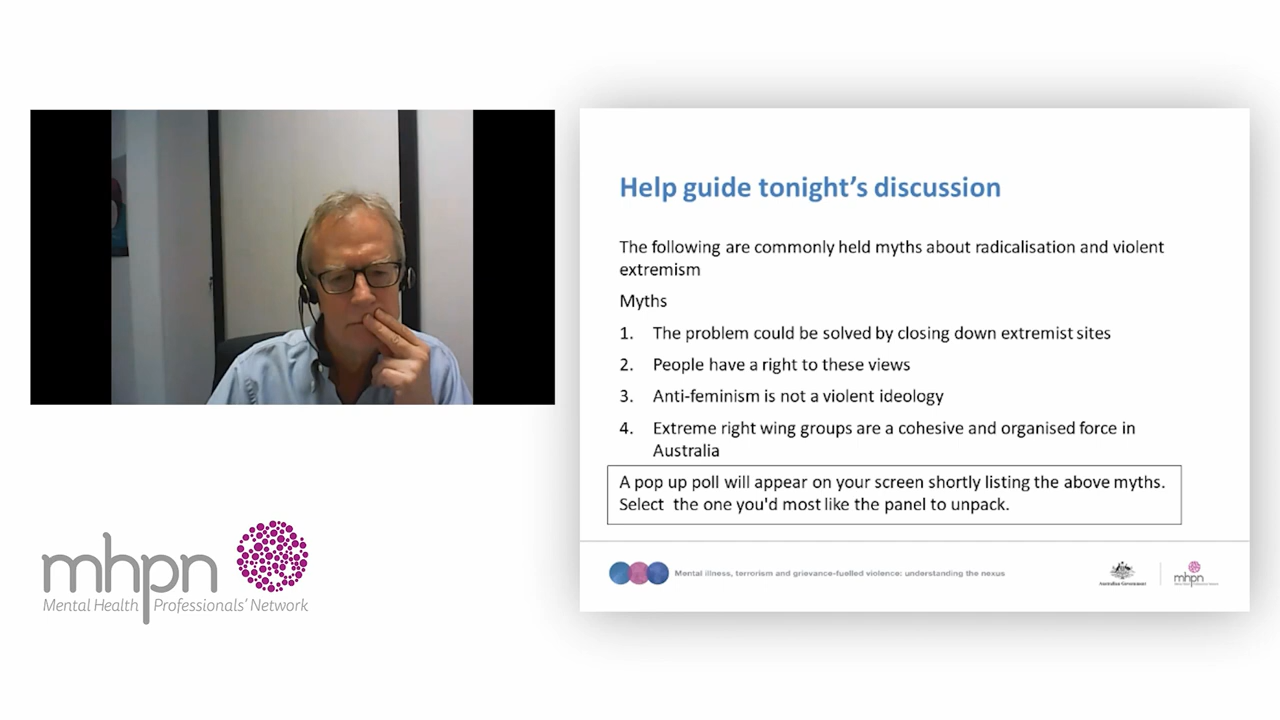 Help guide tonight's discussion
The following are commonly held myths about radicalisation and violent
extremism
Myths
1. The problem could be solved by closing down extremist sites
2. People have a right to these views
3. Anti-feminism is not a violent ideology
4. Extreme right wing groups are a cohesive and organised force in
Australia
A pop up poll will appear on your screen shortly listing the above myths.
Select the one you'd most like the panel to unpack.
Mental illness, terrorism and grievance-fuelled violence: understanding the nexus
Australian Government
mhpn
mhpn
Mental Health Professionals' Network